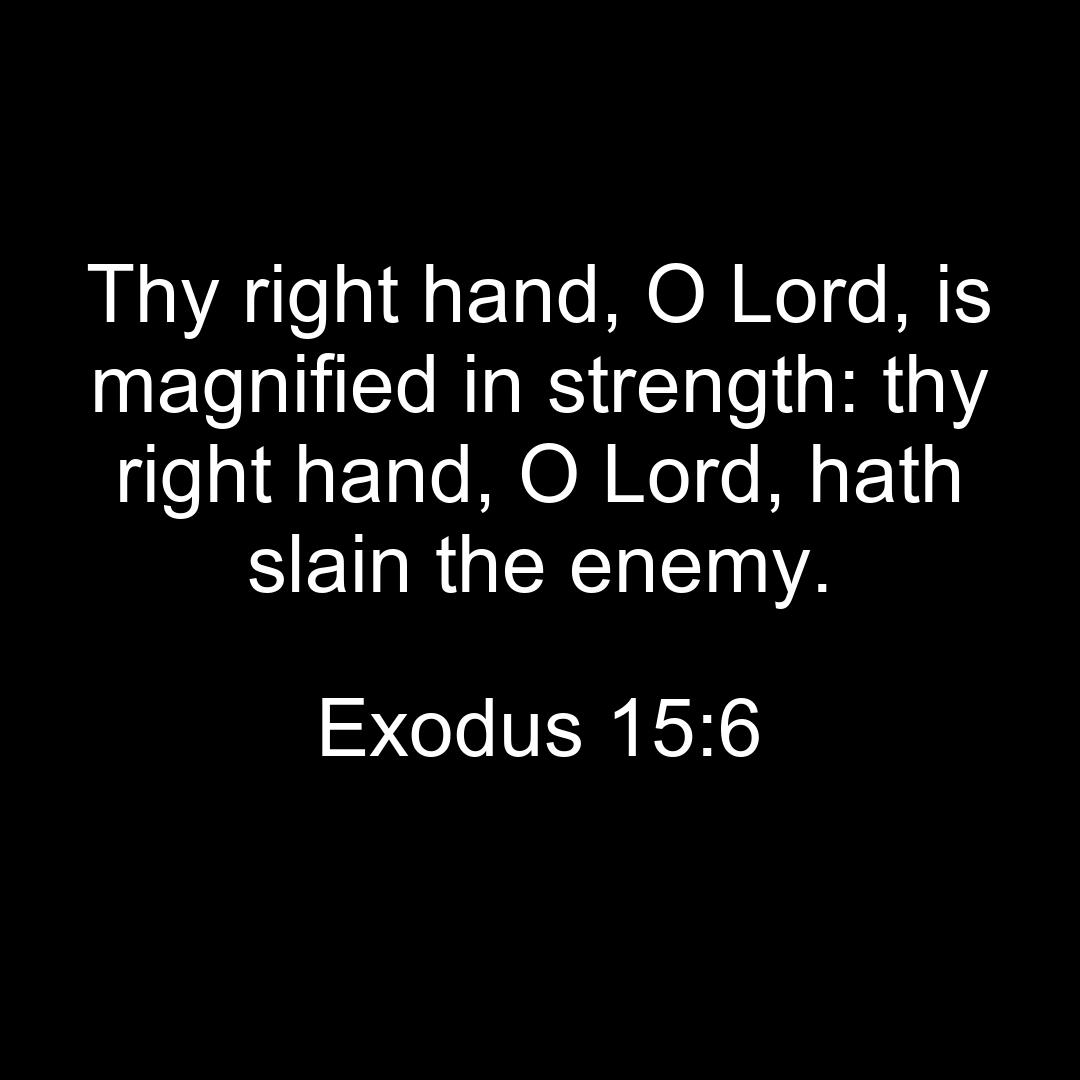 Thy right hand, O Lord, is
magnified in strength: thy
right hand, O Lord, hath
slain the enemy.
Exodus 15:6